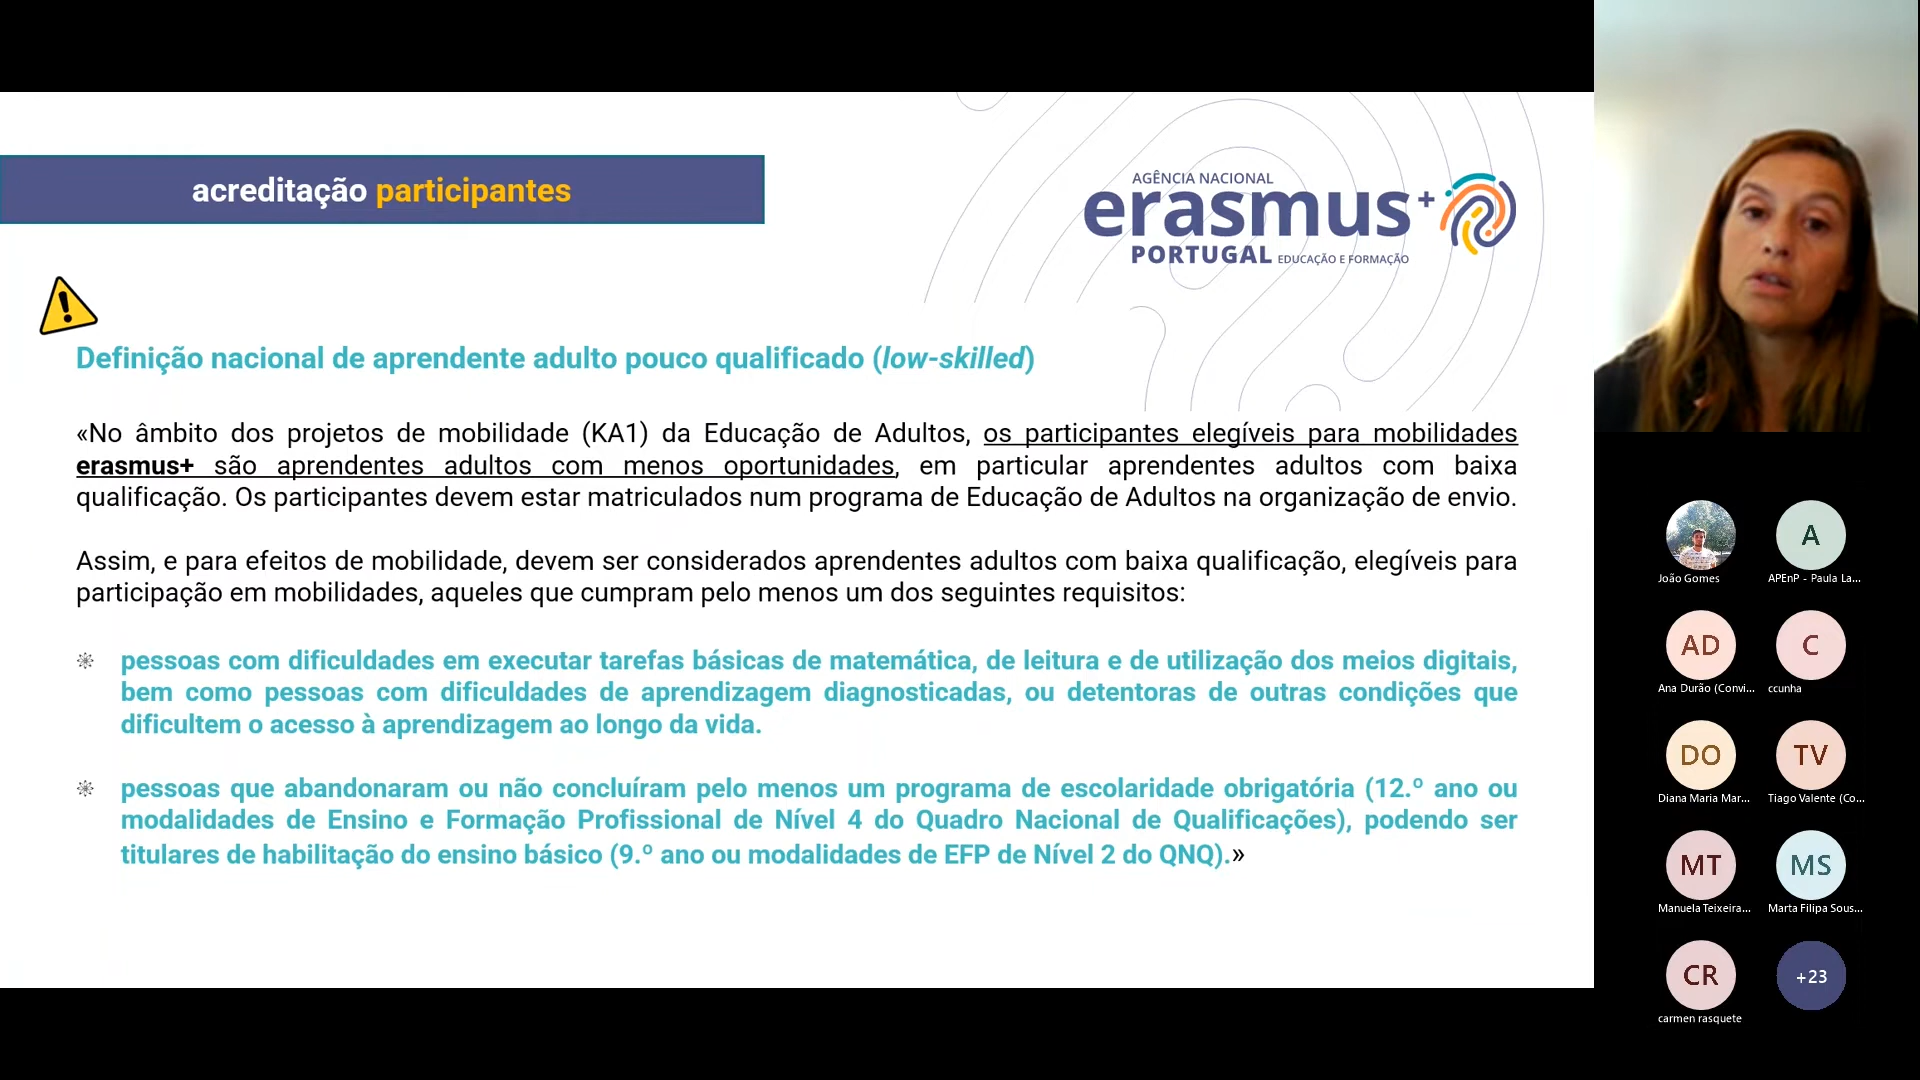 acreditação participantes
AGÊNCIA NACIONAL
erasmus+
PORTUGAL EDUCAÇÃO E FORMAÇÃO
Definição nacional de aprendente adulto pouco qualificado (low-skilled)
«No âmbito dos projetos de mobilidade (KA1) da Educação de Adultos, os participantes elegíveis para mobilidades
erasmus+ são aprendentes adultos com menos oportunidades, em particular aprendentes adultos com baixa
qualificação. Os participantes devem estar matriculados num programa de Educação de Adultos na organização de envio.
Assim, e para efeitos de mobilidade, devem ser considerados aprendentes adultos com baixa qualificação, elegíveis para
participação em mobilidades, aqueles que cumpram pelo menos um dos seguintes requisitos:
pessoas com dificuldades em executar tarefas básicas de matemática, de leitura e de utilização dos meios digitais,
bem como pessoas com dificuldades de aprendizagem diagnosticadas, ou detentoras de outras condições que
dificultem o acesso à aprendizagem ao longo da vida.
pessoas que abandonaram ou não concluíram pelo menos um programa de escolaridade obrigatória (12.º ano ou
modalidades de Ensino e Formação Profissional de Nível 4 do Quadro Nacional de Qualificações), podendo ser
titulares de habilitação do ensino básico (9.º ano ou modalidades de EFP de Nível 2 do QNQ).»
João Gomes
A
APEnP - Paula La...
AD
Ana Durão (Convi...
C
ccunha
DO
Diana Maria Mar...
TV
Tiago Valente (Co...
MT
Manuela Teixeira...
MS
Marta Filipa Sous...
CR
carmen rasquete
+23